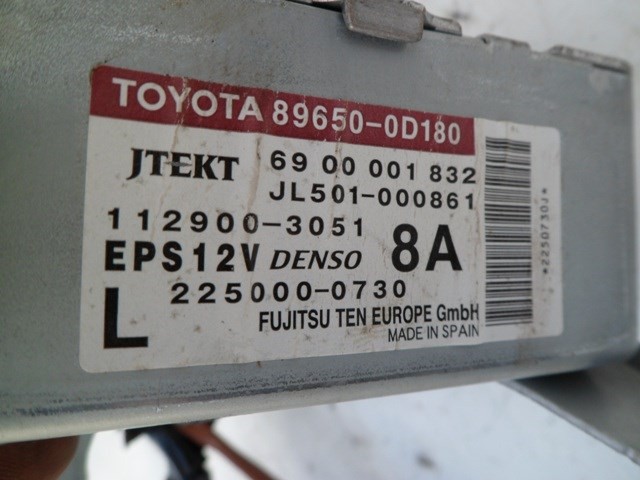 TOYOTA 89650-0D180
JTEKT 69 00 001 832
JL501-000861
112900-3051
EPS12V DENSO 8A
L 225000-0730
FUJITSU TEN EUROPE GmbH
MADE IN SPAIN
*2250730J*